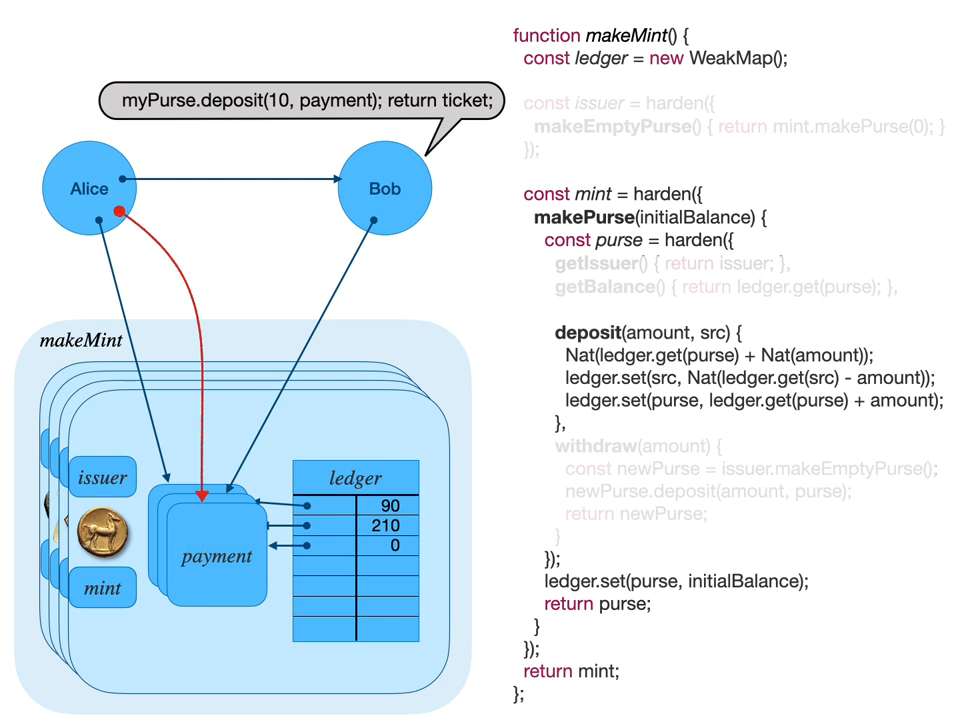 myPurse.deposit(10, payment); return ticket;
Alice
Bob
makeMint
issuer
mint
payment
ledger
90
210
0
function makeMint() {
const ledger = new WeakMap();
const issuer = harden({
makeEmptyPurse() { return mint.makePurse(0); }
});
const mint = harden({
makePurse(initialBalance) {
const purse = harden({
getIssuer() { return issuer; },
getBalance() { return ledger.get(purse); },
deposit(amount, src) {
Nat(ledger.get(purse) + Nat(amount));
ledger.set(src, Nat(ledger.get(src) - amount));
ledger.set(purse, ledger.get(purse) + amount);
},
withdraw(amount) {
const newPurse = issuer.makeEmptyPurse();
newPurse.deposit(amount, purse);
return newPurse;
}
});
ledger.set(purse, initialBalance);
return purse;
}
});
return mint;
};